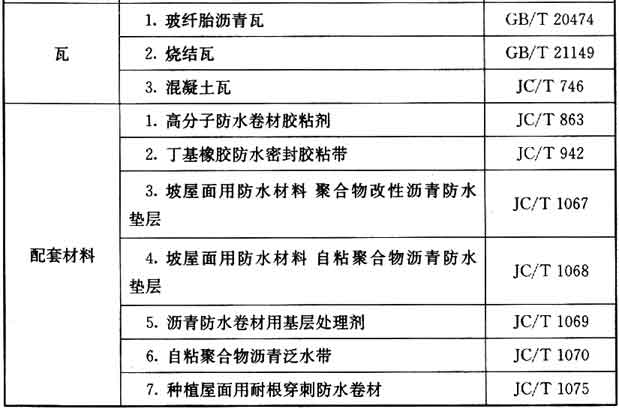 瓦
1. 玻纤胎沥青瓦 GB/T 20474
2. 烧结瓦 GB/T 21149
3. 混凝土瓦 JC/T 746
配套材料
1. 高分子防水卷材胶粘剂 JC/T 863
2. 丁基橡胶防水密封胶粘带 JC/T 942
3. 坡屋面用防水材料 聚合物改性沥青防水
垫层 JC/T 1067
4. 坡屋面用防水材料 自粘聚合物沥青防水
垫层 JC/T 1068
5. 沥青防水卷材用基层处理剂 JC/T 1069
6. 自粘聚合物沥青泛水带 JC/T 1070
7. 种植屋面用耐根穿刺防水卷材 JC/T 1075